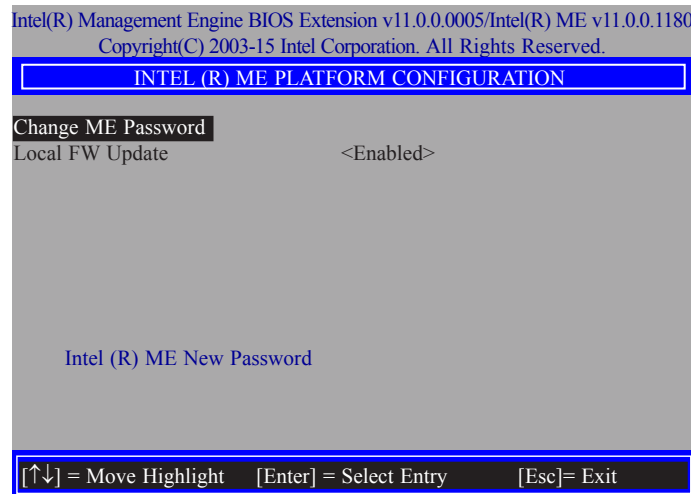 Intel(R) Management Engine BIOS Extension v11.0.0.0005/Intel(R) ME v11.0.0.1180
Copyright(C) 2003-15 Intel Corporation. All Rights Reserved.
INTEL (R) ME PLATFORM CONFIGURATION
Change ME Password
Local FW Update <Enabled>
Intel (R) ME New Password
[↑↓] = Move Highlight [Enter] = Select Entry [Esc]= Exit